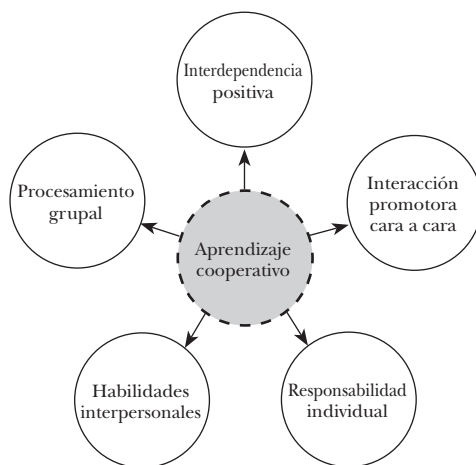 Interdependencia
positiva
Procesamiento
grupal
Interacción
promotora
cara a cara
Aprendizaje
cooperativo
Habilidades
interpersonales
Responsabilidad
individual